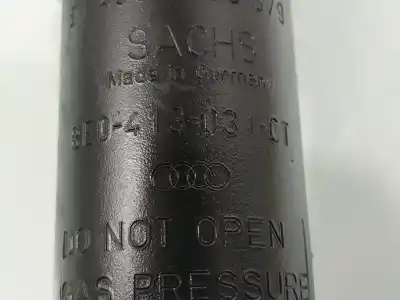 SACHS
Made in Germany
8E0-413-031-CT
DO NOT OPEN
GAS PRESSURE